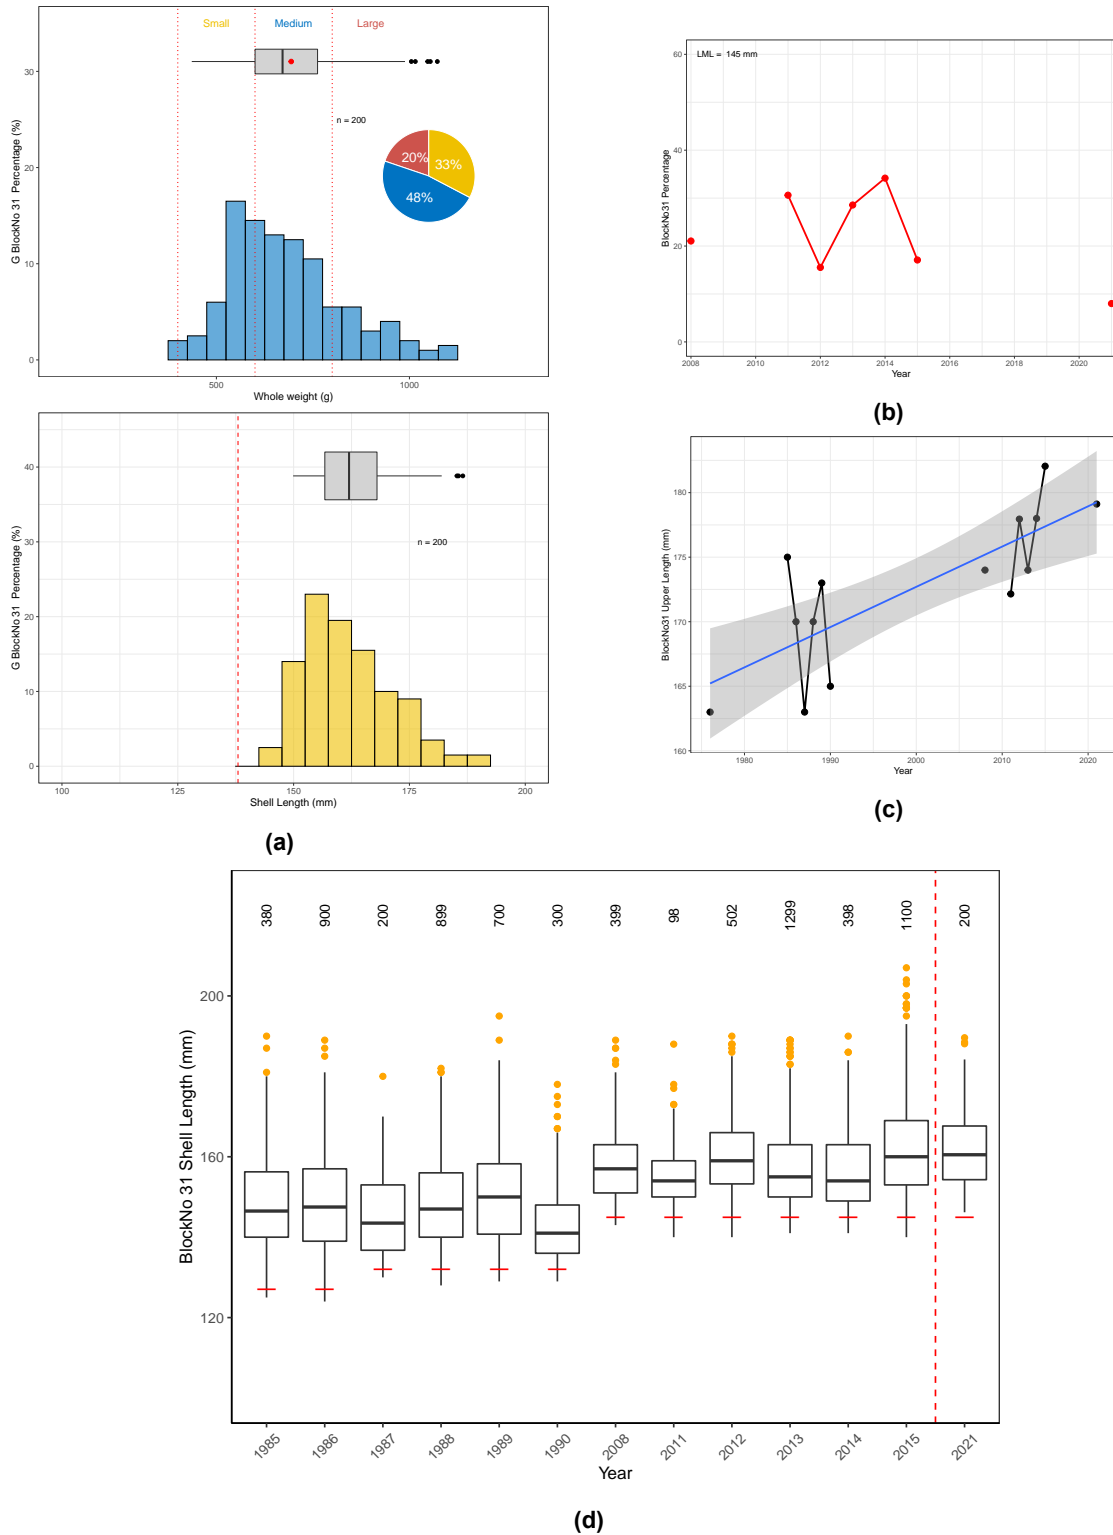 Small Medium Large
n = 200
33%
20%
48%
G BlockNo 31 Percentage (%)
30
20
10
0
500 1000
Whole weight (g)
n = 200
G BlockNo 31 Percentage (%)
40
30
20
10
0
100 125 150 175 200
Shell Length (mm)
(a)
LML = 145 mm
BlockNo31 Percentage
60
40
20
0
2008 2010 2012 2014 2016 2018 2020
Year
(b)
BlockNo31 Upper Length (mm)
180
175
170
165
160
1980 1990 2000 2010 2020
Year
(c)
380 900 200 899 700 300 399 98 502 1299 398 1100 200
BlockNo 31 Shell Length (mm)
200
160
120
1985 1986 1987 1988 1989 1990 2008 2011 2012 2013 2014 2015 2021
Year
(d)